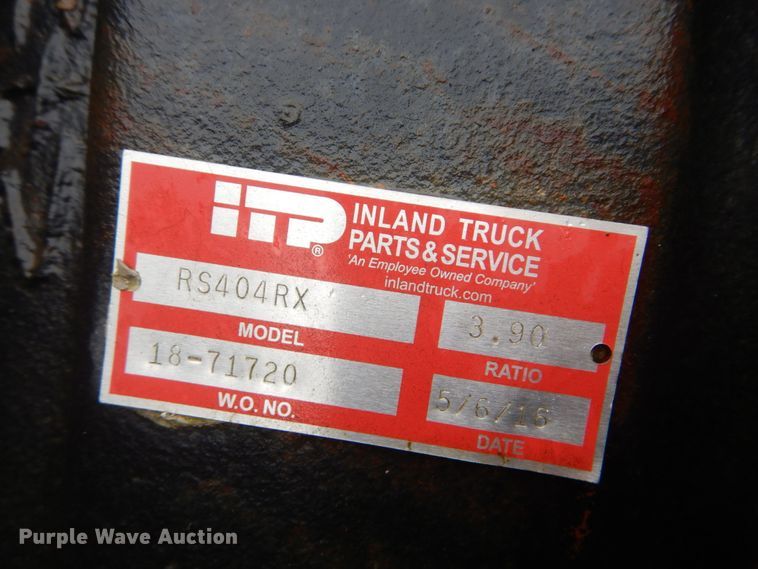 ITP®
INLAND TRUCK
PARTS & SERVICE
'An Employee Owned Company'
inlandtruck.com
RS404RX
MODEL
3.90
RATIO
18-71720
W.O. NO.
5/6/16
DATE
Purple Wave Auction